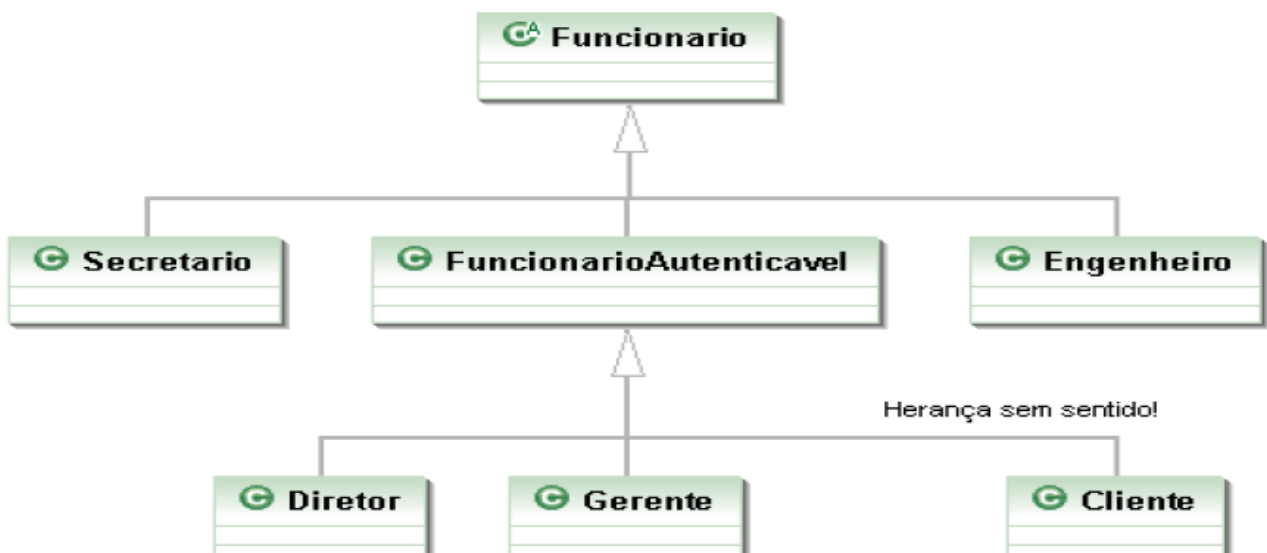 Funcionario
Secretario
FuncionarioAutenticavel
Engenheiro
Herança sem sentido!
Diretor
Gerente
Cliente